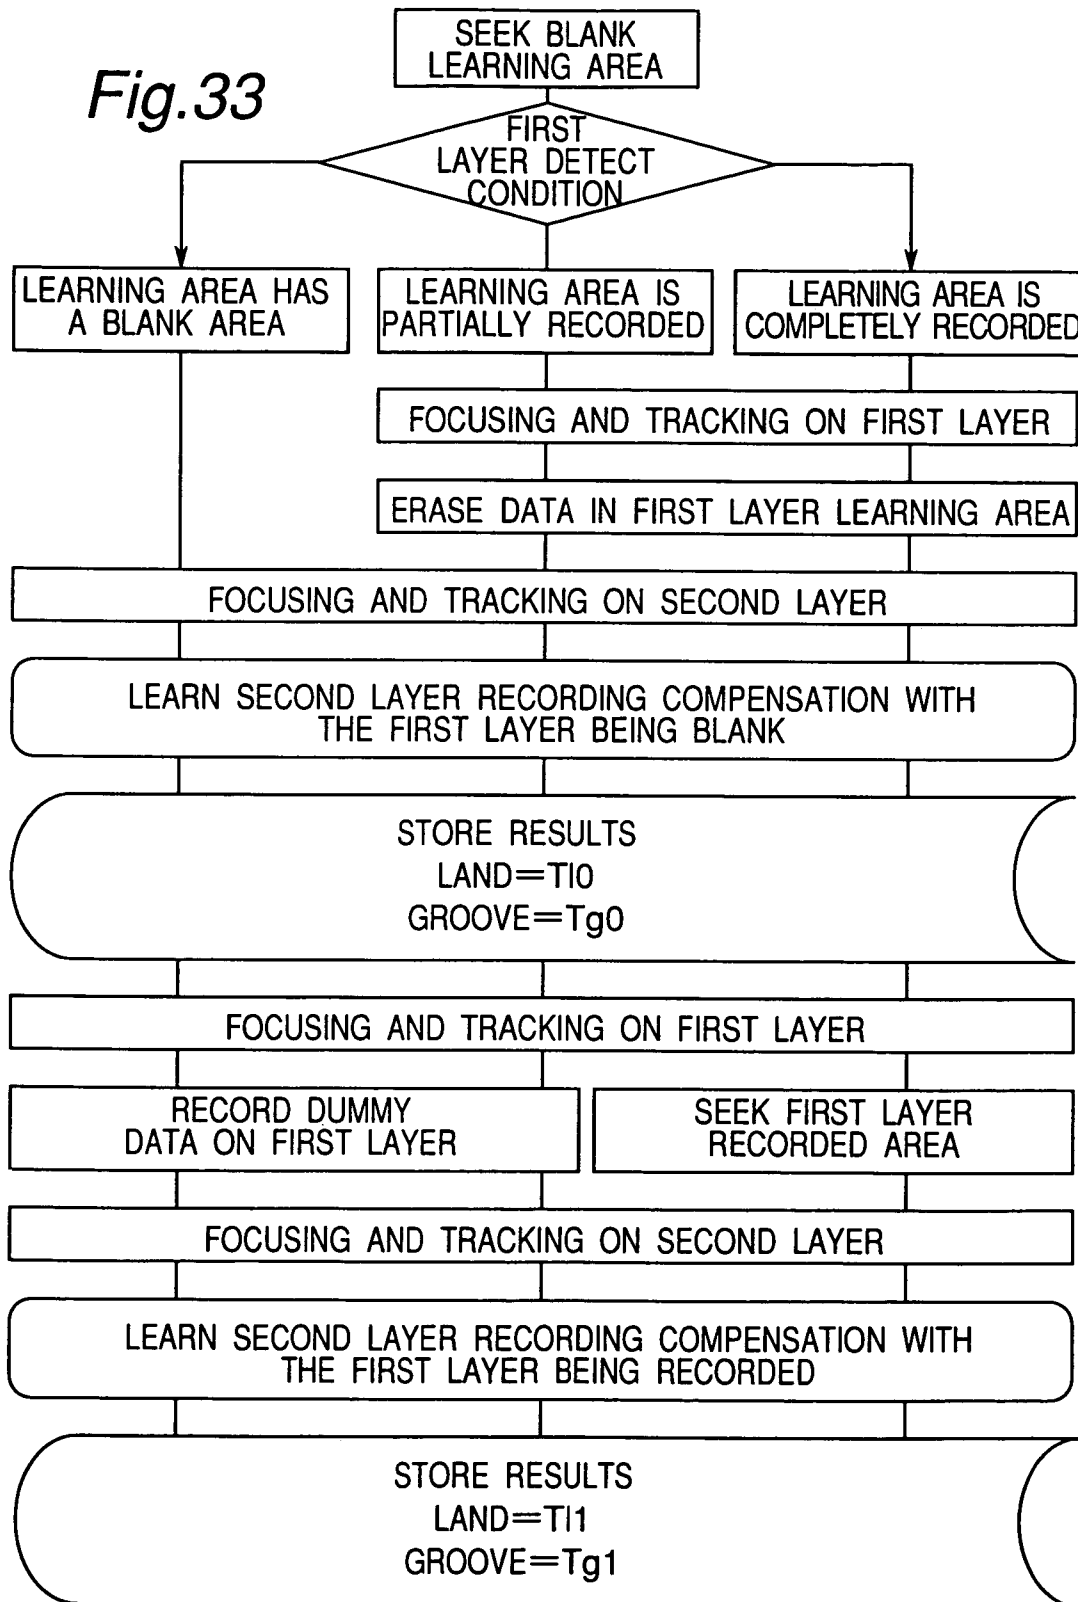 Fig.33
SEEK BLANK
LEARNING AREA
FIRST
LAYER DETECT
CONDITION
LEARNING AREA HAS
A BLANK AREA
LEARNING AREA IS
PARTIALLY RECORDED
LEARNING AREA IS
COMPLETELY RECORDED
FOCUSING AND TRACKING ON FIRST LAYER
ERASE DATA IN FIRST LAYER LEARNING AREA
FOCUSING AND TRACKING ON SECOND LAYER
LEARN SECOND LAYER RECORDING COMPENSATION WITH
THE FIRST LAYER BEING BLANK
STORE RESULTS
LAND=Tl0
GROOVE=Tg0
FOCUSING AND TRACKING ON FIRST LAYER
RECORD DUMMY
DATA ON FIRST LAYER
SEEK FIRST LAYER
RECORDED AREA
FOCUSING AND TRACKING ON SECOND LAYER
LEARN SECOND LAYER RECORDING COMPENSATION WITH
THE FIRST LAYER BEING RECORDED
STORE RESULTS
LAND=Tl1
GROOVE=Tg1